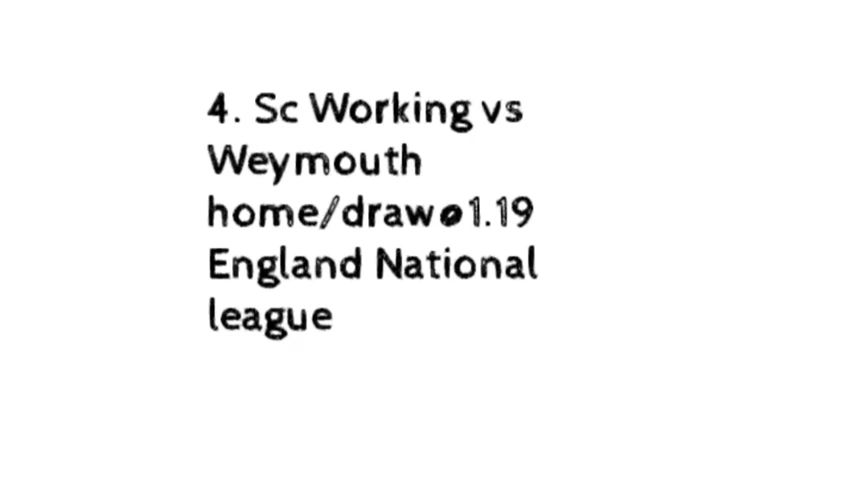 4. Sc Working vs
Weymouth
home/draw@1.19
England National
league